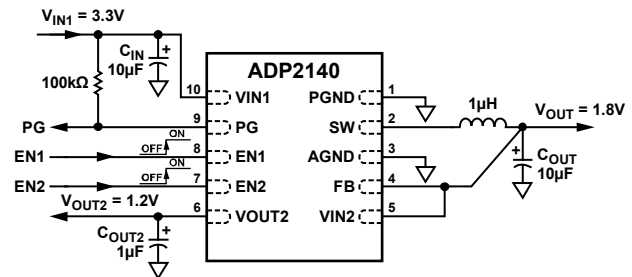 V_IN1 = 3.3V
C_IN
10µF
100kΩ
ADP2140
10 VIN1
PG 9 PG
EN1 OFF ON 8 EN1
EN2 OFF ON 7 EN2
V_OUT2 = 1.2V
6 VOUT2
C_OUT2
1µF
PGND 1
SW 2
1µH
V_OUT = 1.8V
AGND 3
FB 4
VIN2 5
C_OUT
10µF
+
+
+